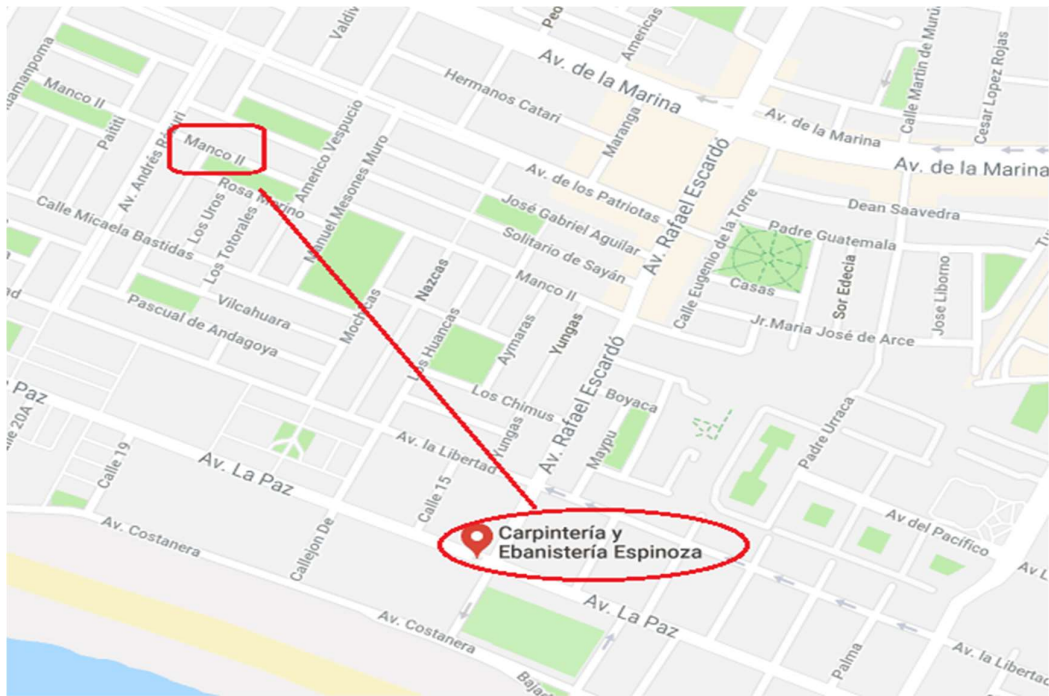 Valdiv
Peo
Americas
Calle Martin de Muru
Cesar Lopez Rojas
Av. de la Marina
Hermanos Catari
Manco II
Paititi
Maranga
Av. de la Marina
Av. de la Marina
Manco II
Americo Vespucio
Manuel Mesones Muro
Av. de los Patriotas
Av. Rafael Escardó
Rosa Merino
Calle Micaela Bastidas
Los Uros
Los Totorales
José Gabriel Aguilar
Solitario de Sayán
Calle Eugenio de la Torre
Dean Saavedra
Padre Guatemala
Casas
Sor Edecia
Jose Liborno
Nazcas
Manco II
Pascual de Andagoya
Vilcahuara
Mochicas
Los Huancas
Aymaras
Yungas
Jr.Maria José de Arce
Los Chimus
Boyaca
Av. Rafael Escardó
Maypu
Padre Urraca
Paz
Calle 19
Av. La Paz
Av. la Libertad
Yungas
Calle 15
Av. Costanera
Callejon De
Carpintería y
Ebanistería Espinoza
Av del Pacífico
Av. La Paz
Av. Costanera
Palma
Av. la Libertad